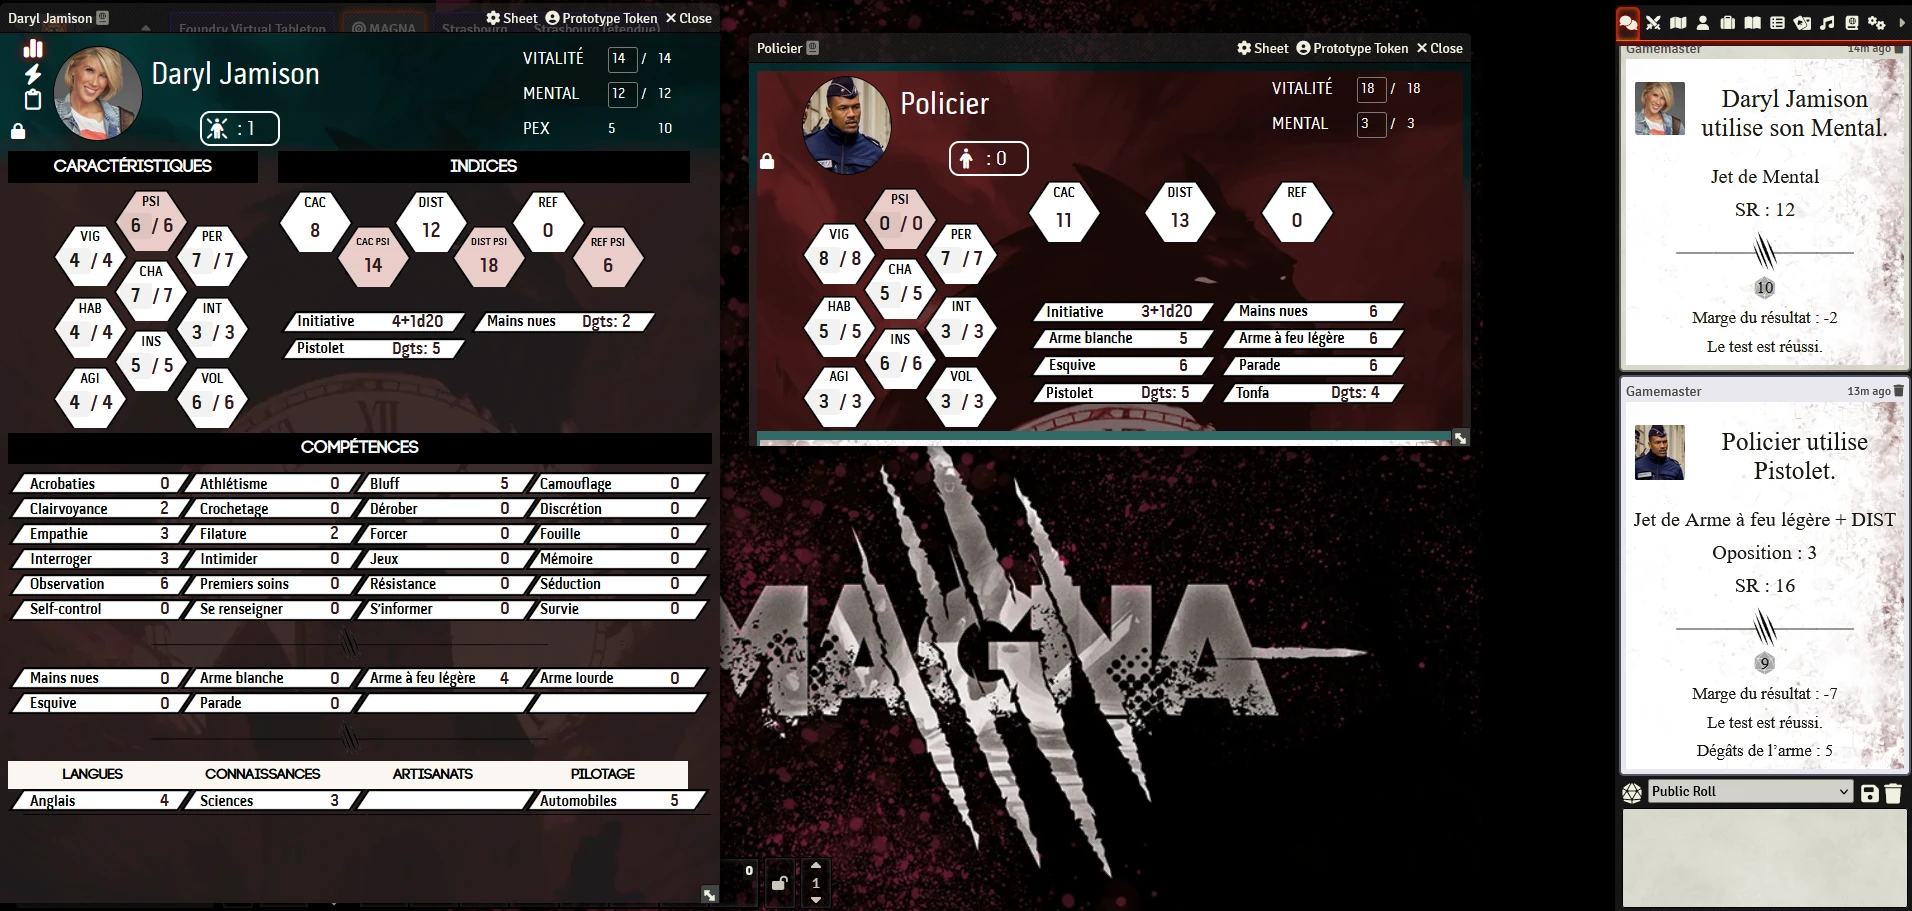 Daryl Jamison
Sheet Prototype Token Close
Foundry Virtual Tabletop MAGNA Strasbourg Strasbourg (étendue)
Daryl Jamison
: 1
VITALITÉ 14 / 14
MENTAL 12 / 12
PEX 5 10
CARACTÉRISTIQUES
PSI
6 / 6
VIG
4 / 4
PER
7 / 7
CHA
7 / 7
HAB
4 / 4
INT
3 / 3
INS
5 / 5
AGI
4 / 4
VOL
6 / 6
INDICES
CAC
8
DIST
12
REF
0
CAC PSI
14
DIST PSI
18
REF PSI
6
Initiative 4+1d20 Mains nues Dgts: 2
Pistolet Dgts: 5
COMPÉTENCES
Acrobaties 0 Athlétisme 0 Bluff 5 Camouflage 0
Clairvoyance 2 Crochetage 0 Dérober 0 Discrétion 0
Empathie 3 Filature 2 Forcer 0 Fouille 0
Interroger 3 Intimider 0 Jeux 0 Mémoire 0
Observation 6 Premiers soins 0 Résistance 0 Séduction 0
Self-control 0 Se renseigner 0 S'informer 0 Survie 0
Mains nues 0 Arme blanche 0 Arme à feu légère 4 Arme lourde 0
Esquive 0 Parade 0
LANGUES CONNAISSANCES ARTISANATS PILOTAGE
Anglais 4 Sciences 3 Automobiles 5
Policier
Sheet Prototype Token Close
Policier
: 0
VITALITÉ 18 / 18
MENTAL 3 / 3
PSI
0 / 0
VIG
8 / 8
PER
7 / 7
CHA
5 / 5
HAB
5 / 5
INT
3 / 3
INS
6 / 6
AGI
3 / 3
VOL
3 / 3
CAC
11
DIST
13
REF
0
Initiative 3+1d20 Mains nues 6
Arme blanche 5 Arme à feu légère 6
Esquive 6 Parade 6
Pistolet Dgts: 5 Tonfa Dgts: 4
MAGNA
0
1
Gamemaster 14m ago
Daryl Jamison
utilise son Mental.
Jet de Mental
SR : 12
10
Marge du résultat : -2
Le test est réussi.
Gamemaster 13m ago
Policier utilise
Pistolet.
Jet de Arme à feu légère + DIST
Oposition : 3
SR : 16
9
Marge du résultat : -7
Le test est réussi.
Dégâts de l'arme : 5
Public Roll